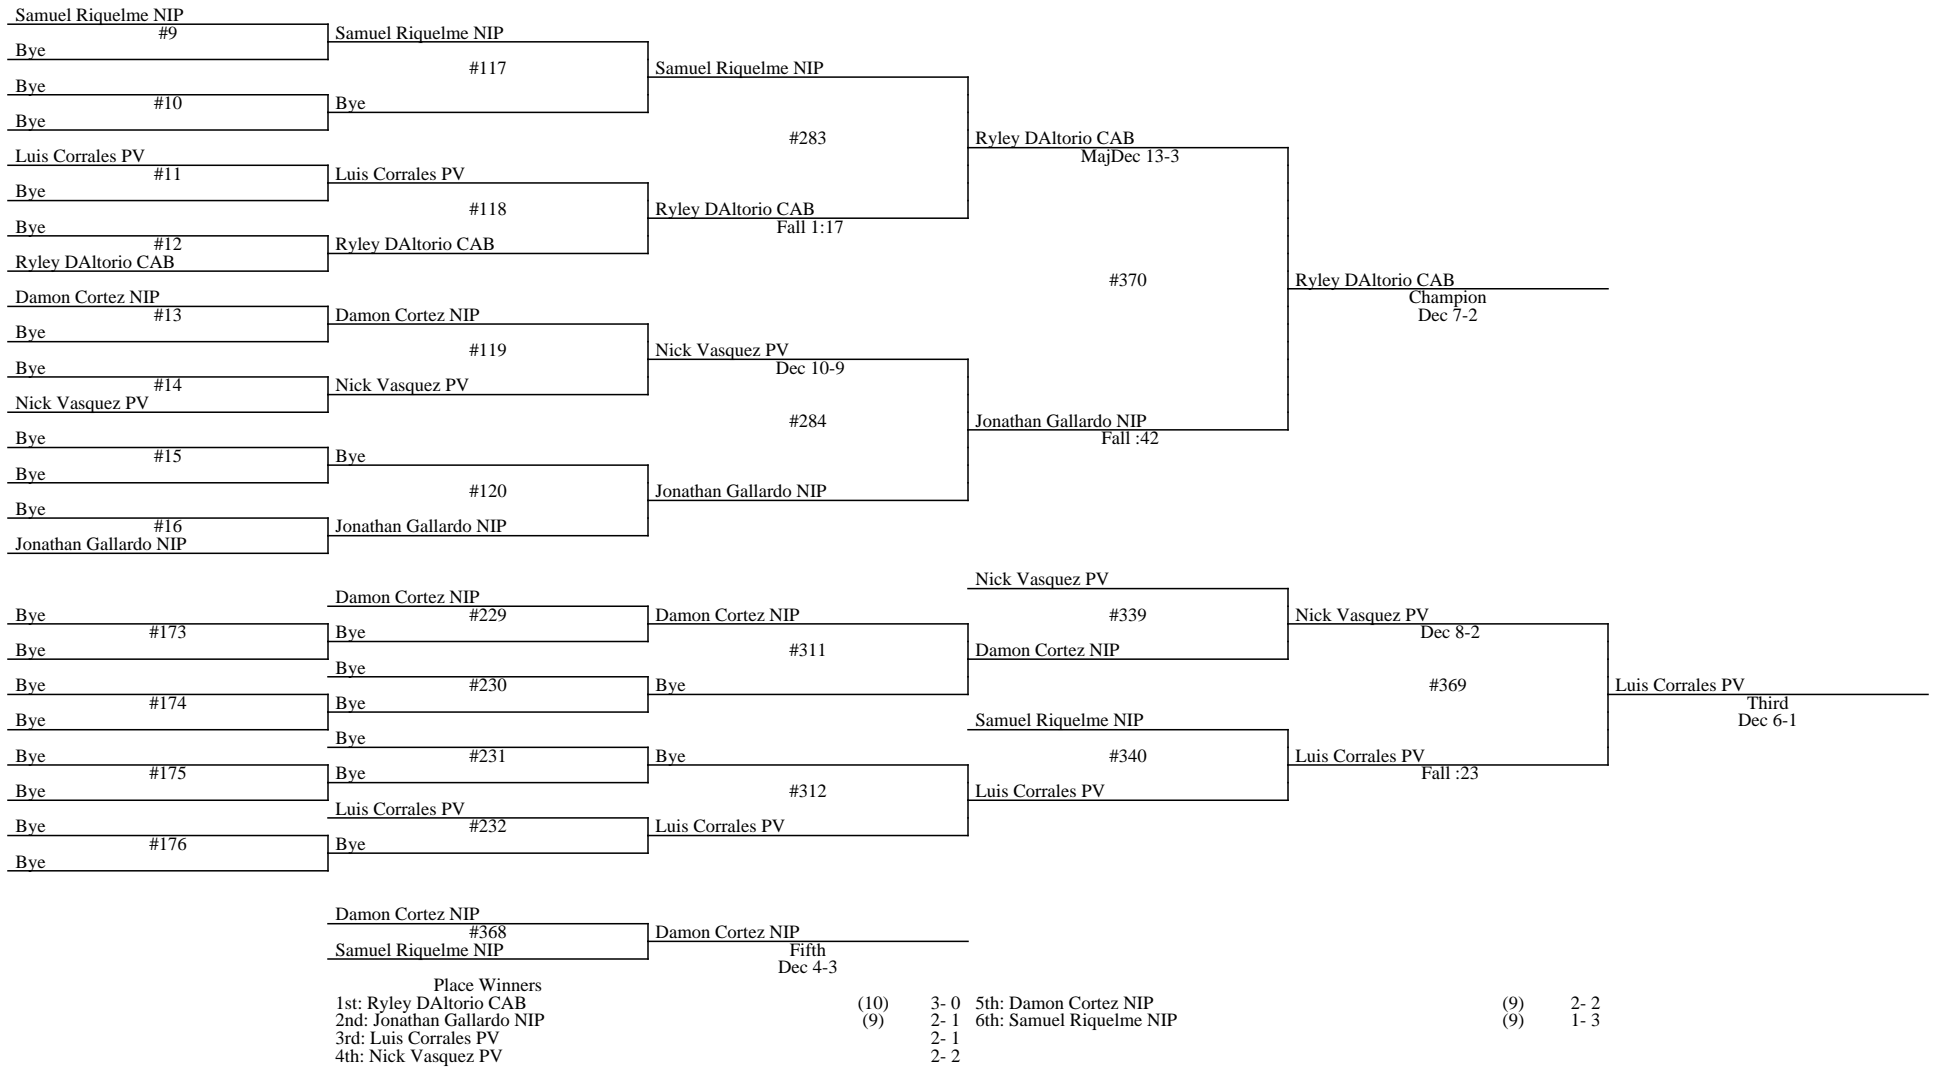 Samuel Riquelme NIP
#9
Bye
Samuel Riquelme NIP
#117
Bye
#10
Bye
Bye
Samuel Riquelme NIP
#283
Luis Corrales PV
#11
Bye
Luis Corrales PV
#118
Bye
#12
Ryley DAltorio CAB
Ryley DAltorio CAB
Ryley DAltorio CAB
Fall 1:17
Ryley DAltorio CAB
MajDec 13-3
#370
Damon Cortez NIP
#13
Bye
Damon Cortez NIP
#119
Bye
#14
Nick Vasquez PV
Nick Vasquez PV
Nick Vasquez PV
Dec 10-9
#284
Bye
#15
Bye
Bye
#120
Bye
#16
Jonathan Gallardo NIP
Jonathan Gallardo NIP
Jonathan Gallardo NIP
Jonathan Gallardo NIP
Fall :42
Ryley DAltorio CAB
Champion
Dec 7-2
Bye
#173
Bye
Damon Cortez NIP
#229
Bye
Damon Cortez NIP
#311
Bye
#174
Bye
Bye
#230
Bye
Bye
Nick Vasquez PV
#339
Damon Cortez NIP
Nick Vasquez PV
Dec 8-2
#369
Bye
#175
Bye
Bye
#231
Bye
Bye
#312
Bye
#176
Bye
Luis Corrales PV
#232
Bye
Luis Corrales PV
Samuel Riquelme NIP
#340
Luis Corrales PV
Luis Corrales PV
Fall :23
Luis Corrales PV
Third
Dec 6-1
Damon Cortez NIP
#368
Samuel Riquelme NIP
Damon Cortez NIP
Fifth
Dec 4-3
Place Winners
1st: Ryley DAltorio CAB (10) 3- 0 5th: Damon Cortez NIP (9) 2- 2
2nd: Jonathan Gallardo NIP (9) 2- 1 6th: Samuel Riquelme NIP (9) 1- 3
3rd: Luis Corrales PV 2- 1
4th: Nick Vasquez PV 2- 2